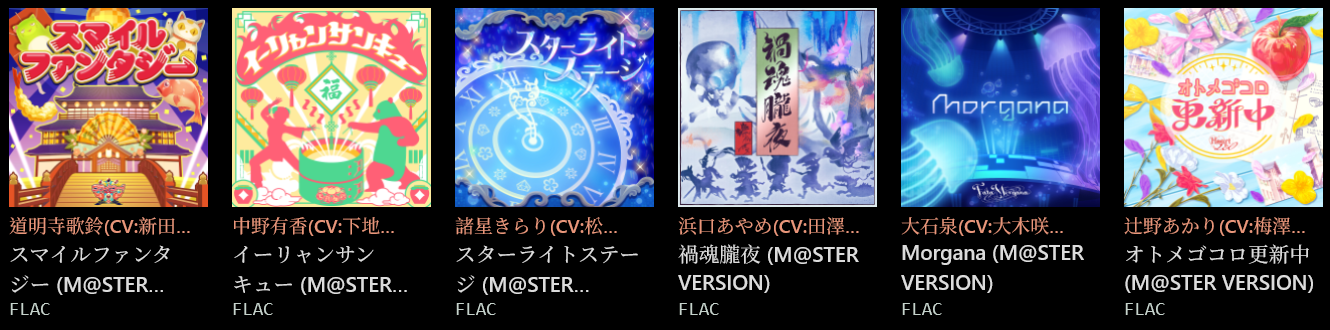 スマイル
ファンタジー
イーリャンサンキュー
福
スターライト
ステージ
禍魂朧夜
Morgana
Fata Morgana
オトメゴコロ
更新中
道明寺歌鈴(CV:新田...
スマイルファンタ
ジー (M@STER...
FLAC
中野有香(CV:下地...
イーリャンサン
キュー (M@STER...
FLAC
諸星きらり(CV:松...
スターライトステー
ジ (M@STER...
FLAC
浜口あやめ(CV:田澤...
禍魂朧夜 (M@STER
VERSION)
FLAC
大石泉(CV:大木咲...
Morgana (M@STER
VERSION)
FLAC
辻野あかり(CV:梅澤...
オトメゴコロ更新中
(M@STER VERSION)
FLAC